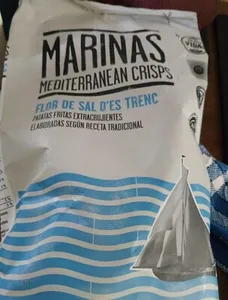 MARINAS
MEDITERRANEAN CRISPS
FLOR DE SAL D'ES TRENC
PATATAS FRITAS EXTRACRUJIENTES
ELABORADAS SEGÚN RECETA TRADICIONAL